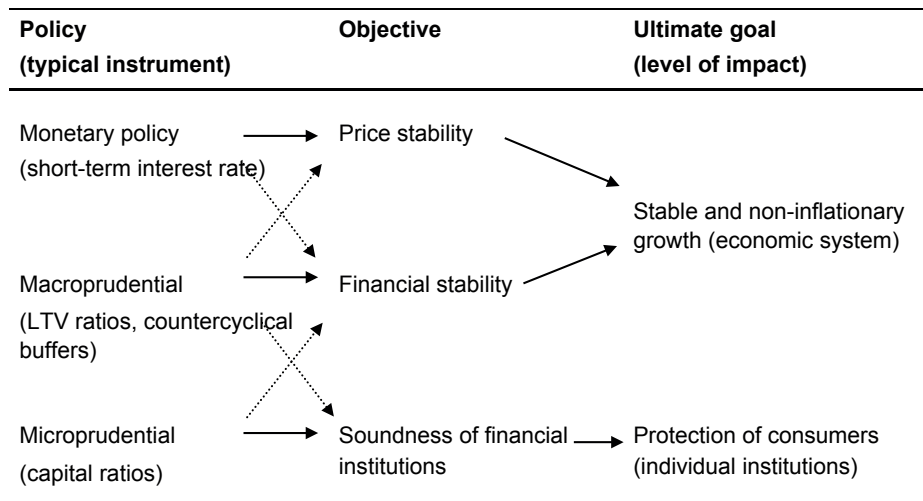 Policy
(typical instrument)
Objective
Ultimate goal
(level of impact)
Monetary policy
(short-term interest rate)
Price stability
Stable and non-inflationary
growth (economic system)
Macroprudential
(LTV ratios, countercyclical
buffers)
Financial stability
Microprudential
(capital ratios)
Soundness of financial
institutions
Protection of consumers
(individual institutions)